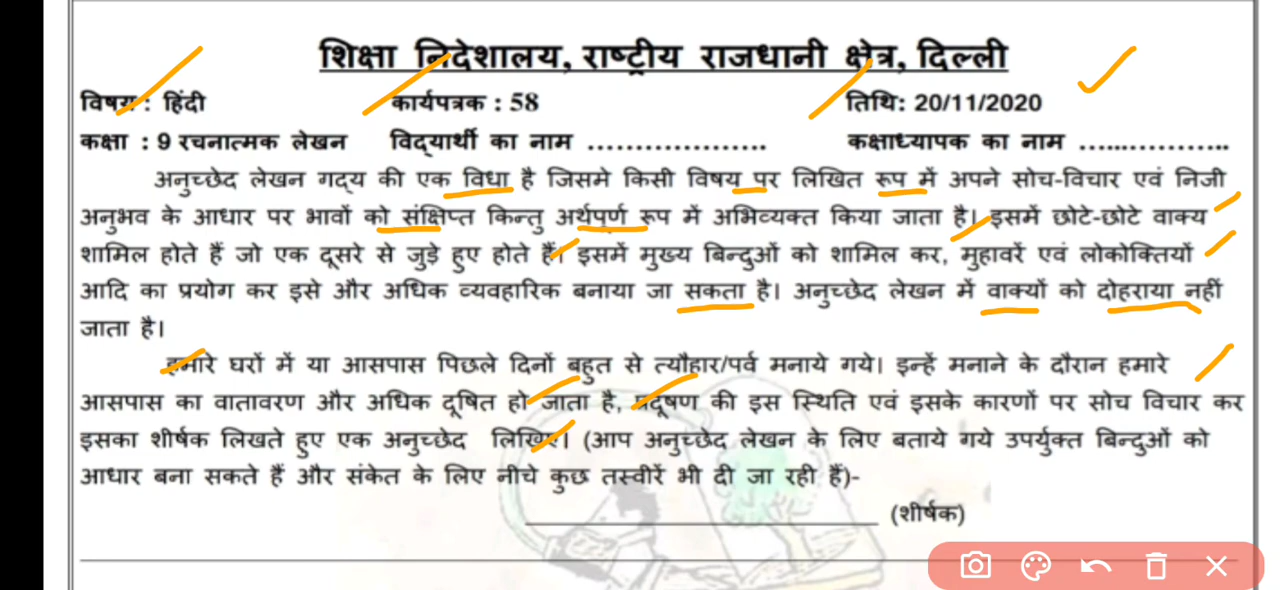 शिक्षा निदेशालय, राष्ट्रीय राजधानी क्षेत्र, दिल्ली
विषय : हिंदी कार्यपत्रक : 58 तिथि: 20/11/2020
कक्षा : 9 रचनात्मक लेखन विद्यार्थी का नाम ................... कक्षाध्यापक का नाम ..................
अनुच्छेद लेखन गद्य की एक विधा है जिसमे किसी विषय पर लिखित रूप में अपने सोच-विचार एवं निजी
अनुभव के आधार पर भावों को संक्षिप्त किन्तु अर्थपूर्ण रूप में अभिव्यक्त किया जाता है। इसमें छोटे-छोटे वाक्य
शामिल होते हैं जो एक दूसरे से जुड़े हुए होते हैं। इसमें मुख्य बिन्दुओं को शामिल कर, मुहावरें एवं लोकोक्तियों
आदि का प्रयोग कर इसे और अधिक व्यवहारिक बनाया जा सकता है। अनुच्छेद लेखन में वाक्यों को दोहराया नहीं
जाता है।
हमारे घरों में या आसपास पिछले दिनों बहुत से त्यौहार/पर्व मनाये गये। इन्हें मनाने के दौरान हमारे
आसपास का वातावरण और अधिक दूषित हो जाता है, प्रदूषण की इस स्थिति एवं इसके कारणों पर सोच विचार कर
इसका शीर्षक लिखते हुए एक अनुच्छेद लिखिए। (आप अनुच्छेद लेखन के लिए बताये गये उपर्युक्त बिन्दुओं को
आधार बना सकते हैं और संकेत के लिए नीचे कुछ तस्वीरें भी दी जा रही हैं)-
(शीर्षक)